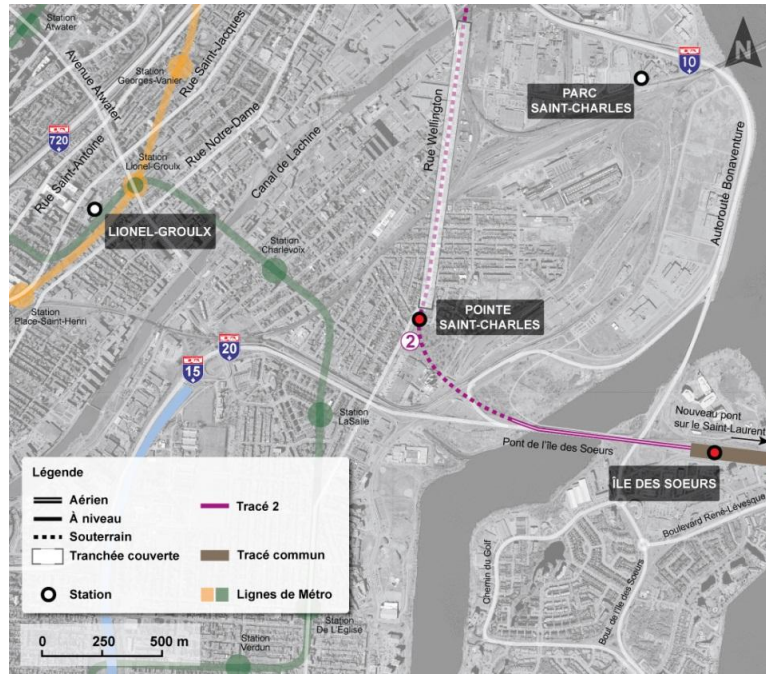 Station
Atwater
Station
Georges-Vanier
Rue Saint-Jacques
Avenue Atwater
720
Rue Saint-Antoine
Station
Lionel-Groulx
Rue Notre-Dame
Canal de Lachine
LIONEL-GROULX
Station
Charlevoix
Station
Place-Saint-Henri
Rue Wellington
PARC
SAINT-CHARLES
10
N
Autoroute Bonaventure
POINTE
SAINT-CHARLES
2
20
15
Station
LaSalle
Nouveau pont
sur le Saint-Laurent
Pont de l'île des Soeurs
ÎLE DES SOEURS
Boulevard René-Lévesque
Chemin du Golf
Boul. de l'île des Soeurs
Station
De L'Église
Station
Verdun
Légende
Aérien
À niveau
Souterrain
Tranchée couverte
Station
Tracé 2
Tracé commun
Lignes de Métro
0 250 500 m